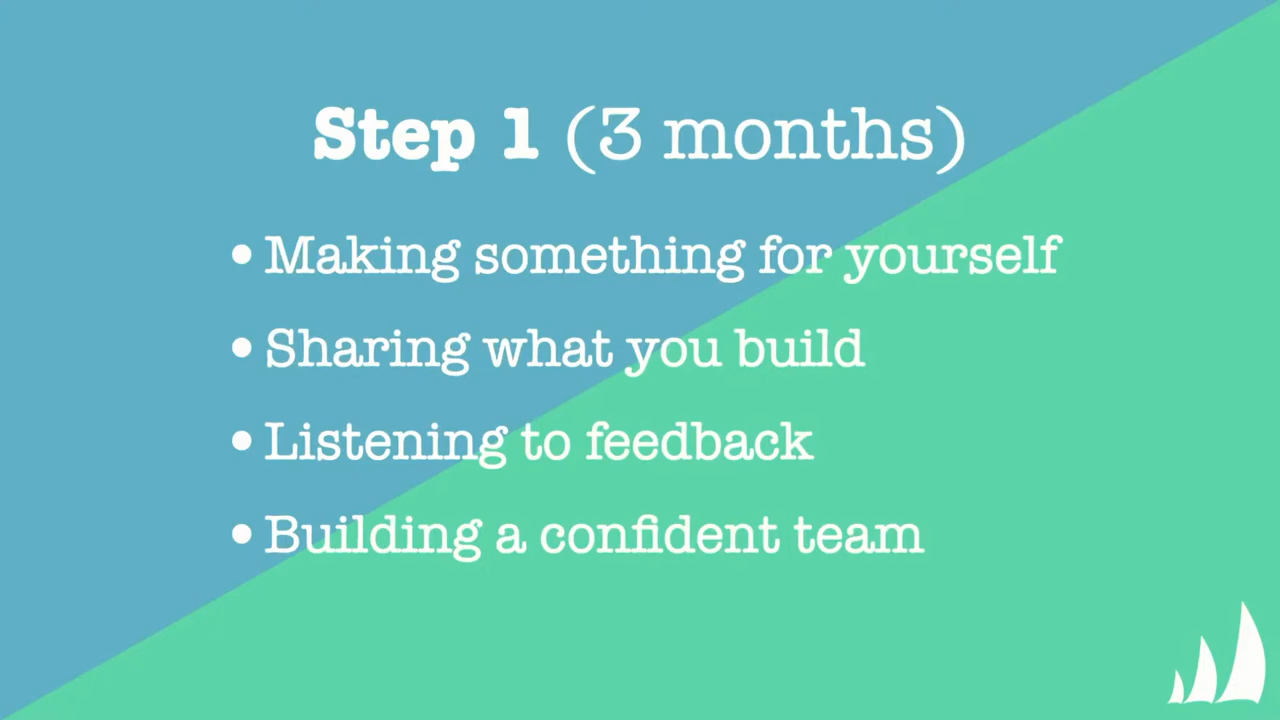 Step 1 (3 months)
• Making something for yourself
• Sharing what you build
• Listening to feedback
• Building a confident team